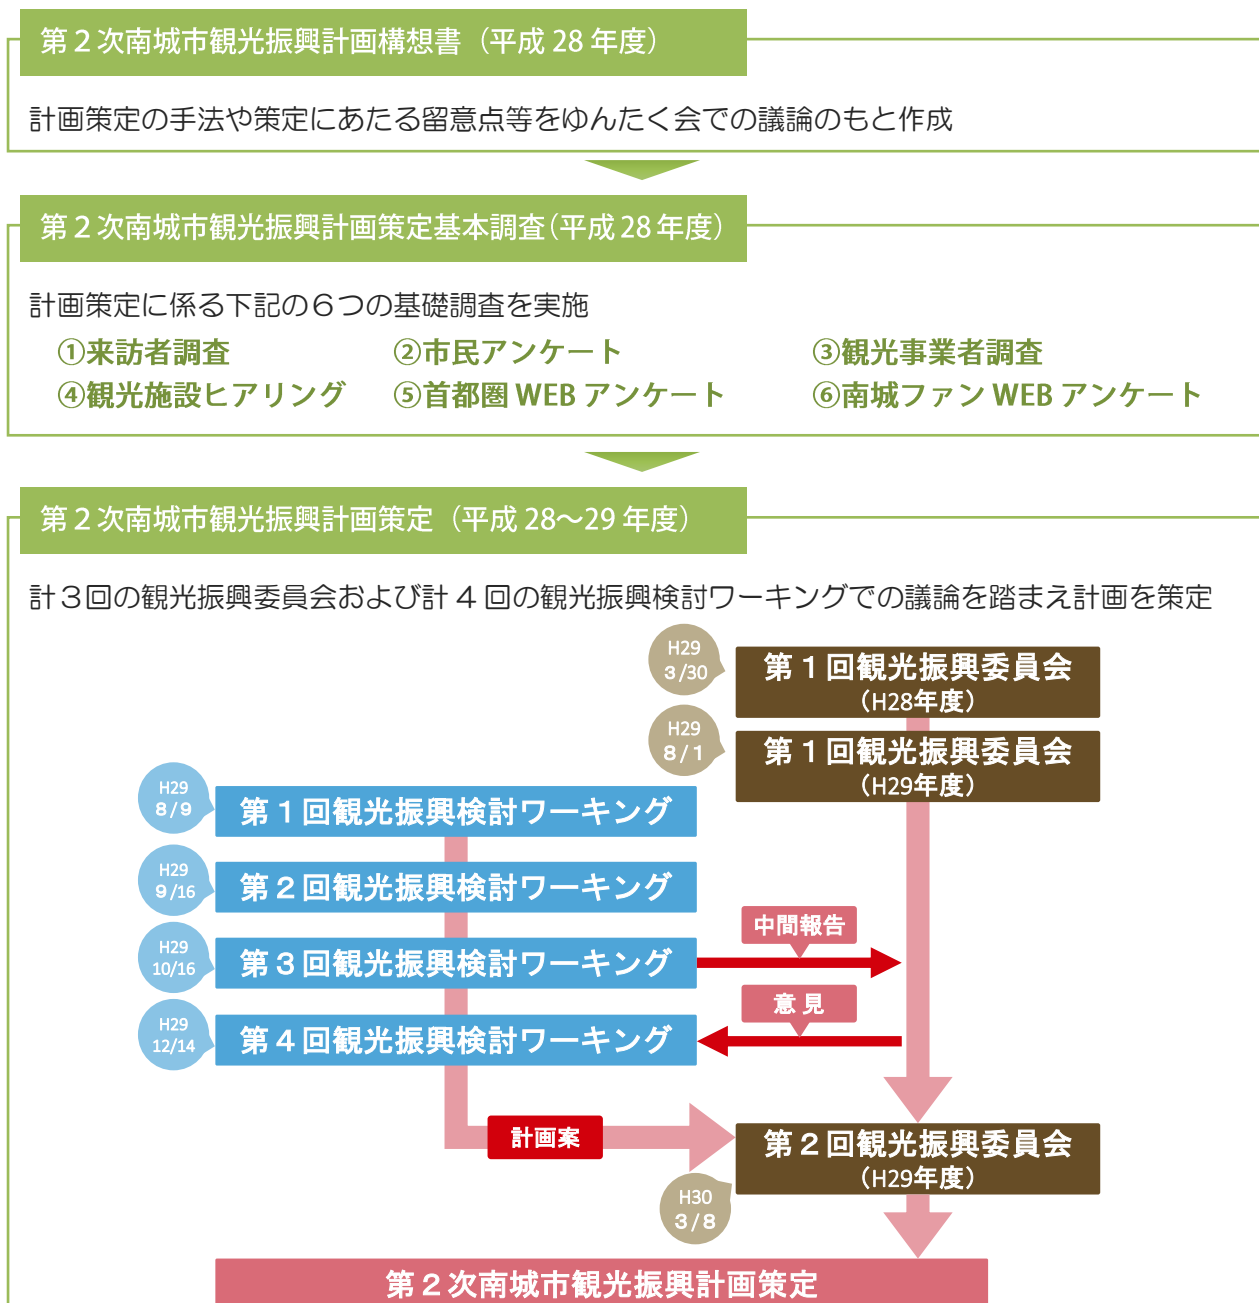 第２次南城市観光振興計画構想書（平成 28 年度）
計画策定の手法や策定にあたる留意点等をゆんたく会での議論のもと作成
第２次南城市観光振興計画策定基本調査（平成 28 年度）
計画策定に係る下記の６つの基礎調査を実施
①来訪者調査 ②市民アンケート ③観光事業者調査
④観光施設ヒアリング ⑤首都圏 WEB アンケート ⑥南城ファン WEB アンケート
第２次南城市観光振興計画策定（平成 28～29 年度）
計３回の観光振興委員会および計４回の観光振興検討ワーキングでの議論を踏まえ計画を策定
H29
３/30
第１回観光振興委員会
（H28年度）
H29
８/１
第１回観光振興委員会
（H29年度）
H29
８/９
第１回観光振興検討ワーキング
H29
９/16
第２回観光振興検討ワーキング
中間報告
H29
10/16
第３回観光振興検討ワーキング
意見
H29
12/14
第４回観光振興検討ワーキング
計画案
第２回観光振興委員会
（H29年度）
H30
３/８
第２次南城市観光振興計画策定